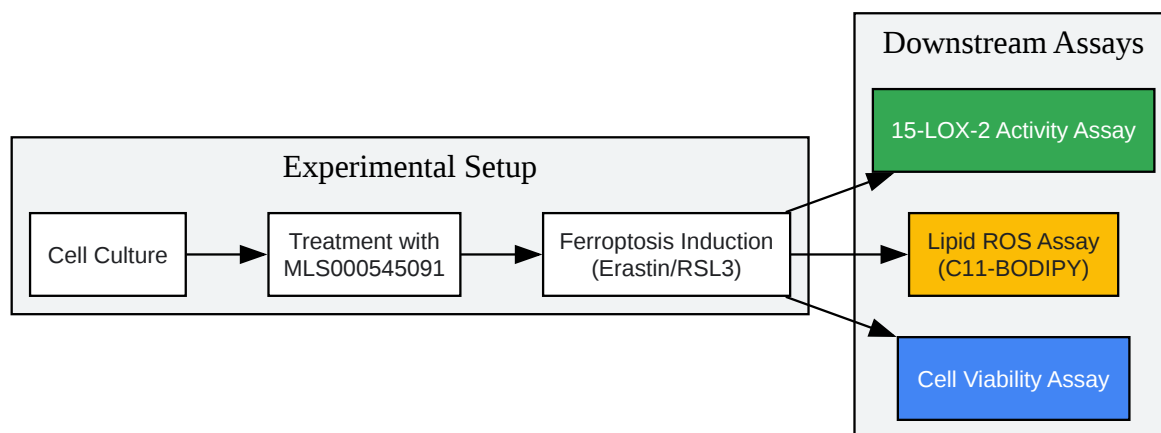 Experimental Setup
Cell Culture
Treatment with
MLS000545091
Ferroptosis Induction
(Erastin/RSL3)
Downstream Assays
15-LOX-2 Activity Assay
Lipid ROS Assay
(C11-BODIPY)
Cell Viability Assay